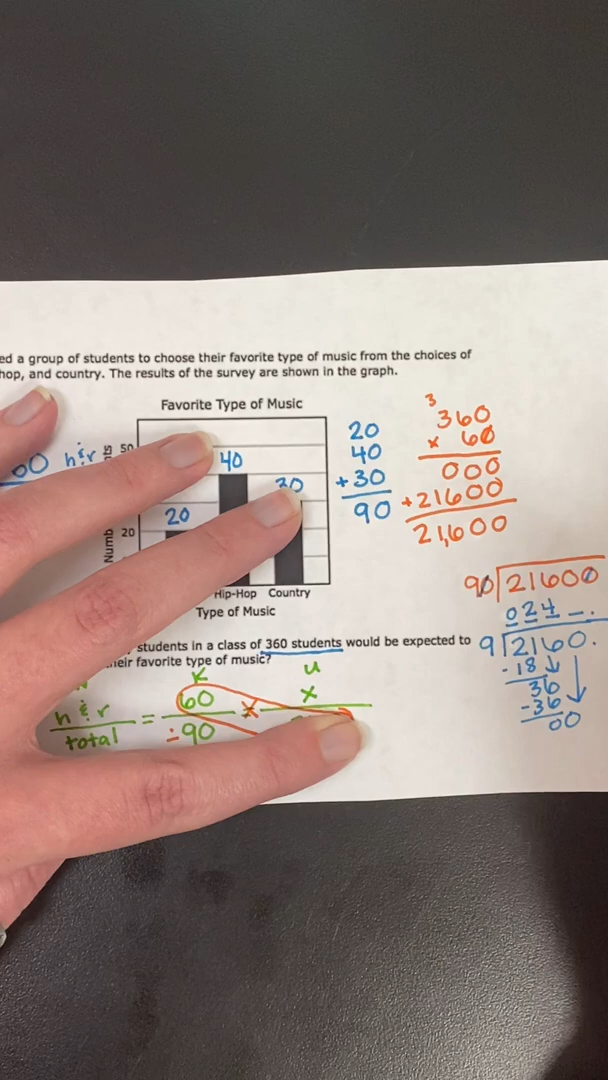 ed a group of students to choose their favorite type of music from the choices of
hop, and country. The results of the survey are shown in the graph.
Favorite Type of Music
50
20
40
30
20
Numb
Hip-Hop Country
Type of Music
60 h & r
20
40
+30
90
3
360
x 60
000
+21600
21,600
90 21600
024 _.
9 2160.
-18
36
-36
00
students in a class of 360 students would be expected to
heir favorite type of music?
h & r
total
=
K
60
÷90
x
u
x